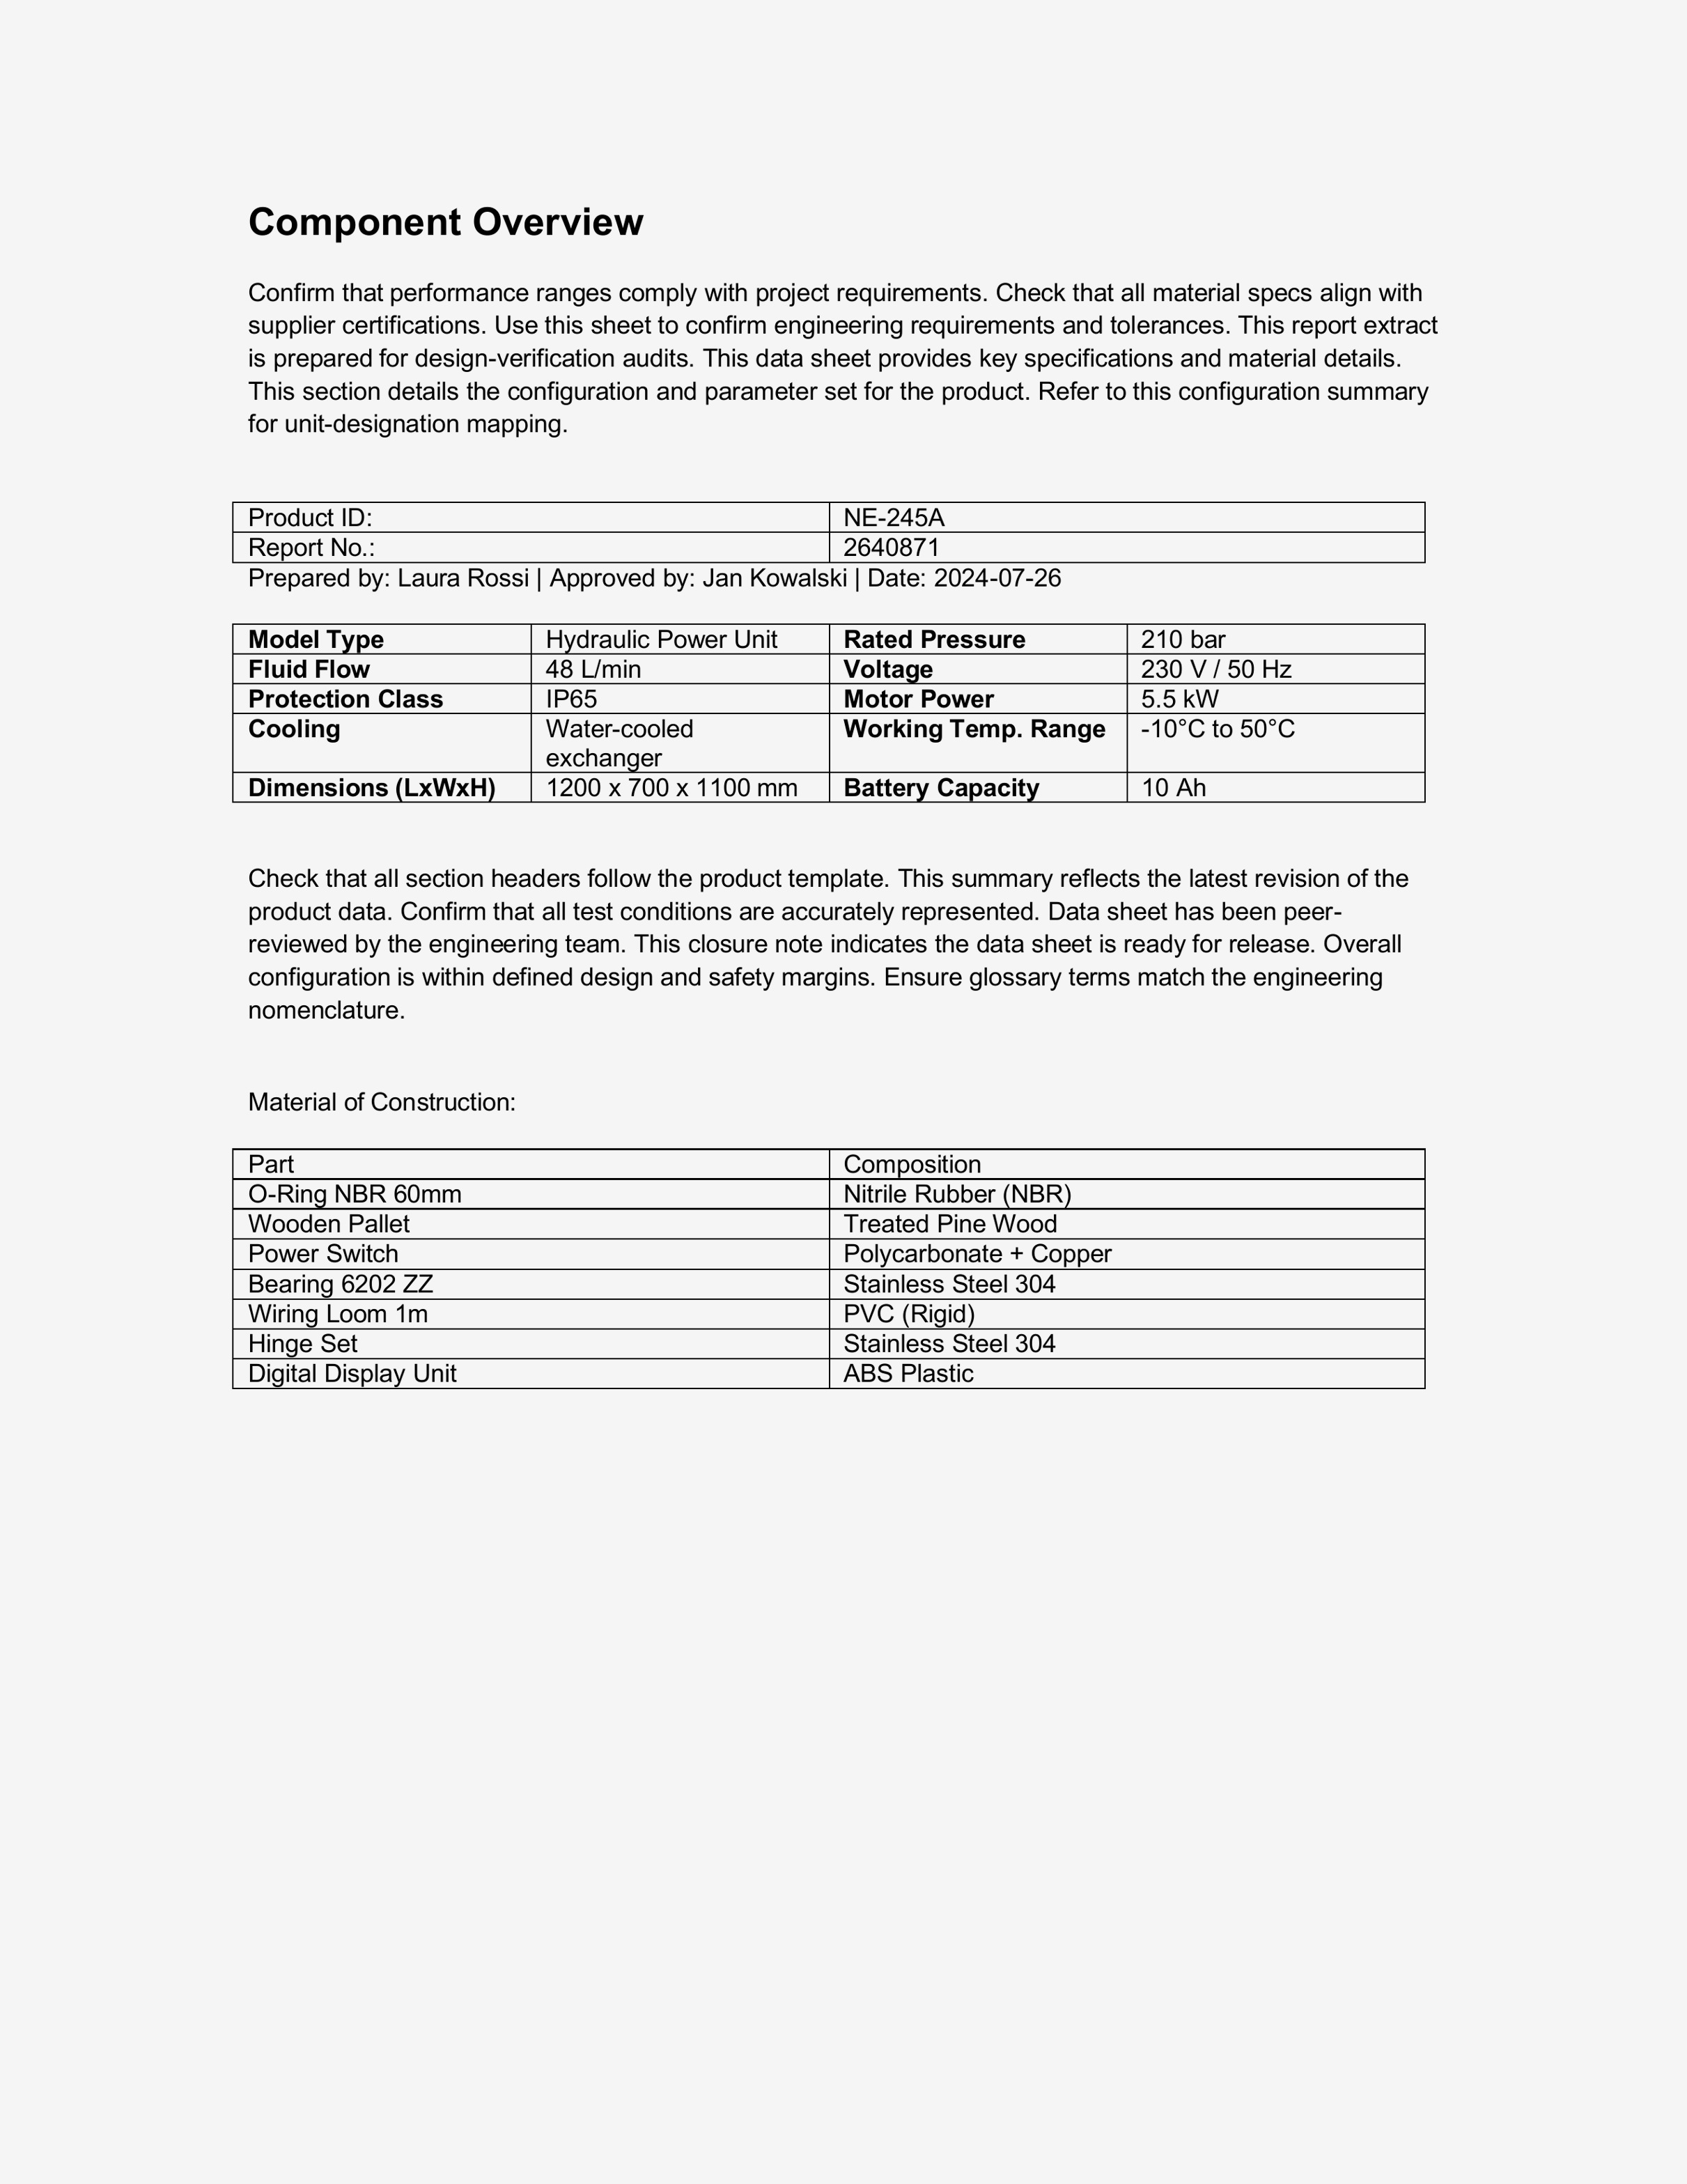 Component Overview
Confirm that performance ranges comply with project requirements. Check that all material specs align with
supplier certifications. Use this sheet to confirm engineering requirements and tolerances. This report extract
is prepared for design-verification audits. This data sheet provides key specifications and material details.
This section details the configuration and parameter set for the product. Refer to this configuration summary
for unit-designation mapping.
Product ID: NE-245A
Report No.: 2640871
Prepared by: Laura Rossi | Approved by: Jan Kowalski | Date: 2024-07-26
Model Type Hydraulic Power Unit Rated Pressure 210 bar
Fluid Flow 48 L/min Voltage 230 V / 50 Hz
Protection Class IP65 Motor Power 5.5 kW
Cooling Water-cooled Working Temp. Range -10°C to 50°C
exchanger
Dimensions (LxWxH) 1200 x 700 x 1100 mm Battery Capacity 10 Ah
Check that all section headers follow the product template. This summary reflects the latest revision of the
product data. Confirm that all test conditions are accurately represented. Data sheet has been peer-
reviewed by the engineering team. This closure note indicates the data sheet is ready for release. Overall
configuration is within defined design and safety margins. Ensure glossary terms match the engineering
nomenclature.
Material of Construction:
Part Composition
O-Ring NBR 60mm Nitrile Rubber (NBR)
Wooden Pallet Treated Pine Wood
Power Switch Polycarbonate + Copper
Bearing 6202 ZZ Stainless Steel 304
Wiring Loom 1m PVC (Rigid)
Hinge Set Stainless Steel 304
Digital Display Unit ABS Plastic